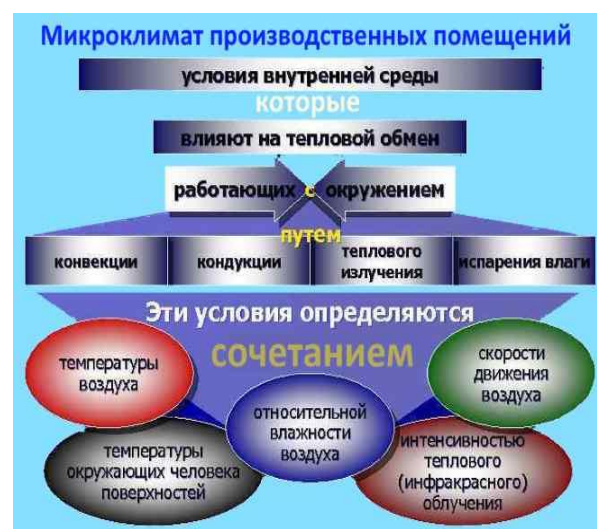 Микроклимат производственных помещений
условия внутренней среды
которые
влияют на тепловой обмен
работающих с окружением
путем
конвекции
кондукции
теплового
излучения
испарения влаги
Эти условия определяются
сочетанием
температуры
воздуха
скорости
движения
воздуха
относительной
влажности
воздуха
температуры
окружающих человека
поверхностей
интенсивностью
теплового
(инфракрасного)
облучения